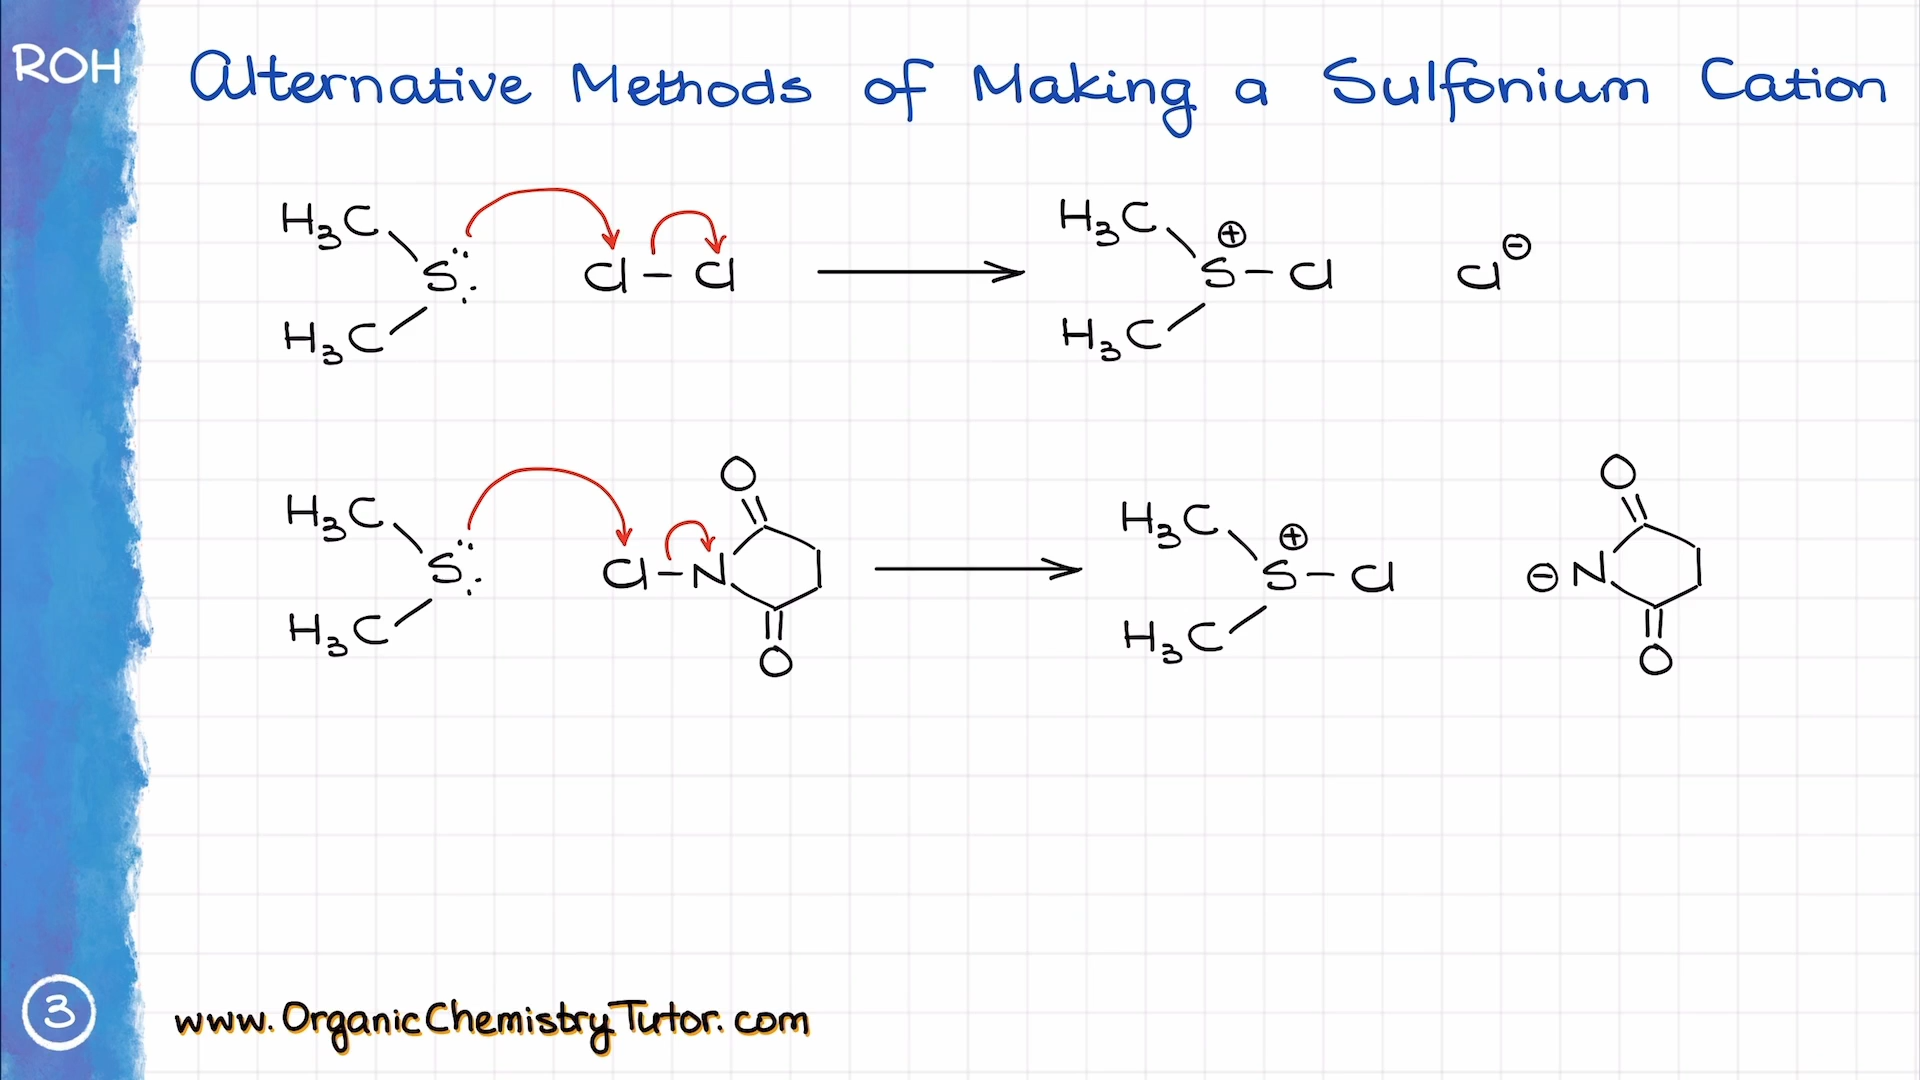 ROH
Alternative Methods of Making a Sulfonium Cation
H₃C
S
H₃C
Cl – Cl
H₃C
⊕
S – Cl
H₃C
Cl ⊖
H₃C
S
H₃C
O
Cl – N
O
H₃C
⊕
S – Cl
H₃C
O
⊖ N
O
3
www.OrganicChemistryTutor.com